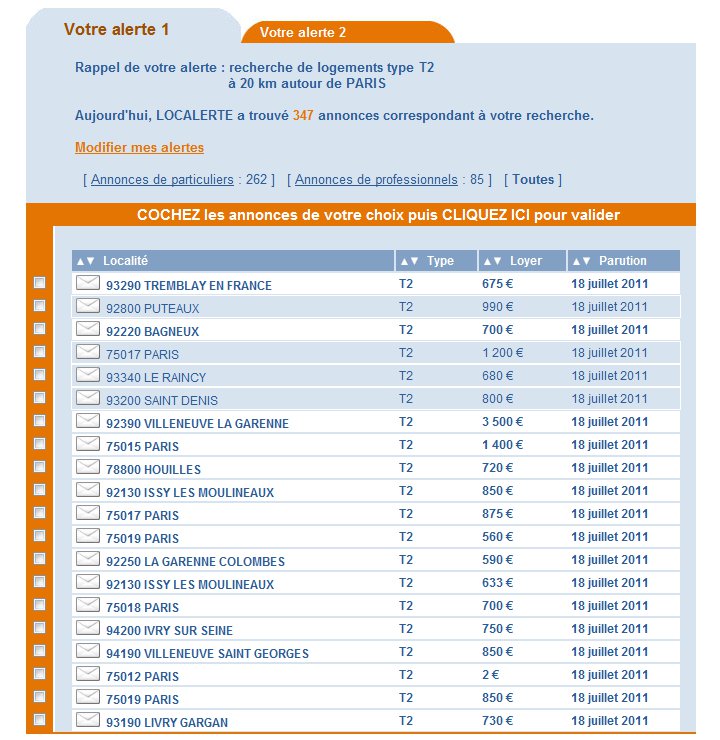 Votre alerte 1
Votre alerte 2
Rappel de votre alerte : recherche de logements type T2
à 20 km autour de PARIS
Aujourd'hui, LOCALERTE a trouvé 347 annonces correspondant à votre recherche.
Modifier mes alertes
[ Annonces de particuliers : 262 ] [ Annonces de professionnels : 85 ] [ Toutes ]
COCHEZ les annonces de votre choix puis CLIQUEZ ICI pour valider
▲▼ Localité ▲▼ Type ▲▼ Loyer ▲▼ Parution
93290 TREMBLAY EN FRANCE T2 675 € 18 juillet 2011
92800 PUTEAUX T2 990 € 18 juillet 2011
92220 BAGNEUX T2 700 € 18 juillet 2011
75017 PARIS T2 1 200 € 18 juillet 2011
93340 LE RAINCY T2 680 € 18 juillet 2011
93200 SAINT DENIS T2 800 € 18 juillet 2011
92390 VILLENEUVE LA GARENNE T2 3 500 € 18 juillet 2011
75015 PARIS T2 1 400 € 18 juillet 2011
78800 HOUILLES T2 720 € 18 juillet 2011
92130 ISSY LES MOULINEAUX T2 850 € 18 juillet 2011
75017 PARIS T2 875 € 18 juillet 2011
75019 PARIS T2 560 € 18 juillet 2011
92250 LA GARENNE COLOMBES T2 590 € 18 juillet 2011
92130 ISSY LES MOULINEAUX T2 633 € 18 juillet 2011
75018 PARIS T2 700 € 18 juillet 2011
94200 IVRY SUR SEINE T2 750 € 18 juillet 2011
94190 VILLENEUVE SAINT GEORGES T2 850 € 18 juillet 2011
75012 PARIS T2 2 € 18 juillet 2011
75019 PARIS T2 850 € 18 juillet 2011
93190 LIVRY GARGAN T2 730 € 18 juillet 2011